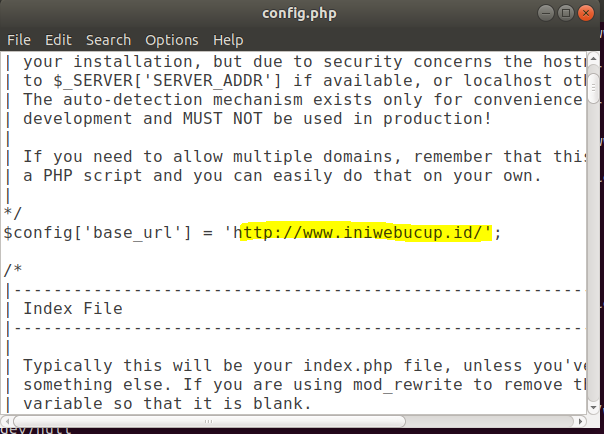 config.php
File Edit Search Options Help
| your installation, but due to security concerns the
| to $_SERVER['SERVER_ADDR'] if available, or localhost
| The auto-detection mechanism exists only for convenience
| development and MUST NOT be used in production!
|
| If you need to allow multiple domains, remember that this
| a PHP script and you can easily do that on your own.
|
*/
$config['base_url'] = 'http://www.iniwebucup.id/';
/*
|----------------------------------------------------------
| Index File
|----------------------------------------------------------
|
| Typically this will be your index.php file, unless you've
| something else. If you are using mod_rewrite to remove
| variable so that it is blank.
dev/null